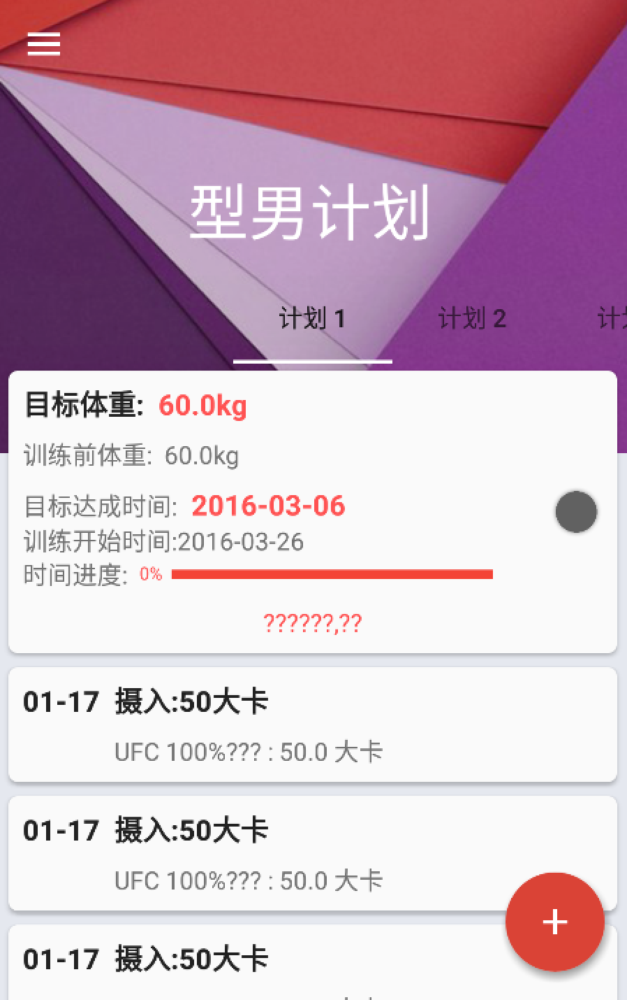 型男计划
计划 1 计划 2 计
目标体重: 60.0kg
训练前体重: 60.0kg
目标达成时间: 2016-03-06
训练开始时间:2016-03-26
时间进度: 0%
??????,??
01-17 摄入:50大卡
UFC 100%??? : 50.0 大卡
01-17 摄入:50大卡
UFC 100%??? : 50.0 大卡
+
01-17 摄入:50大卡